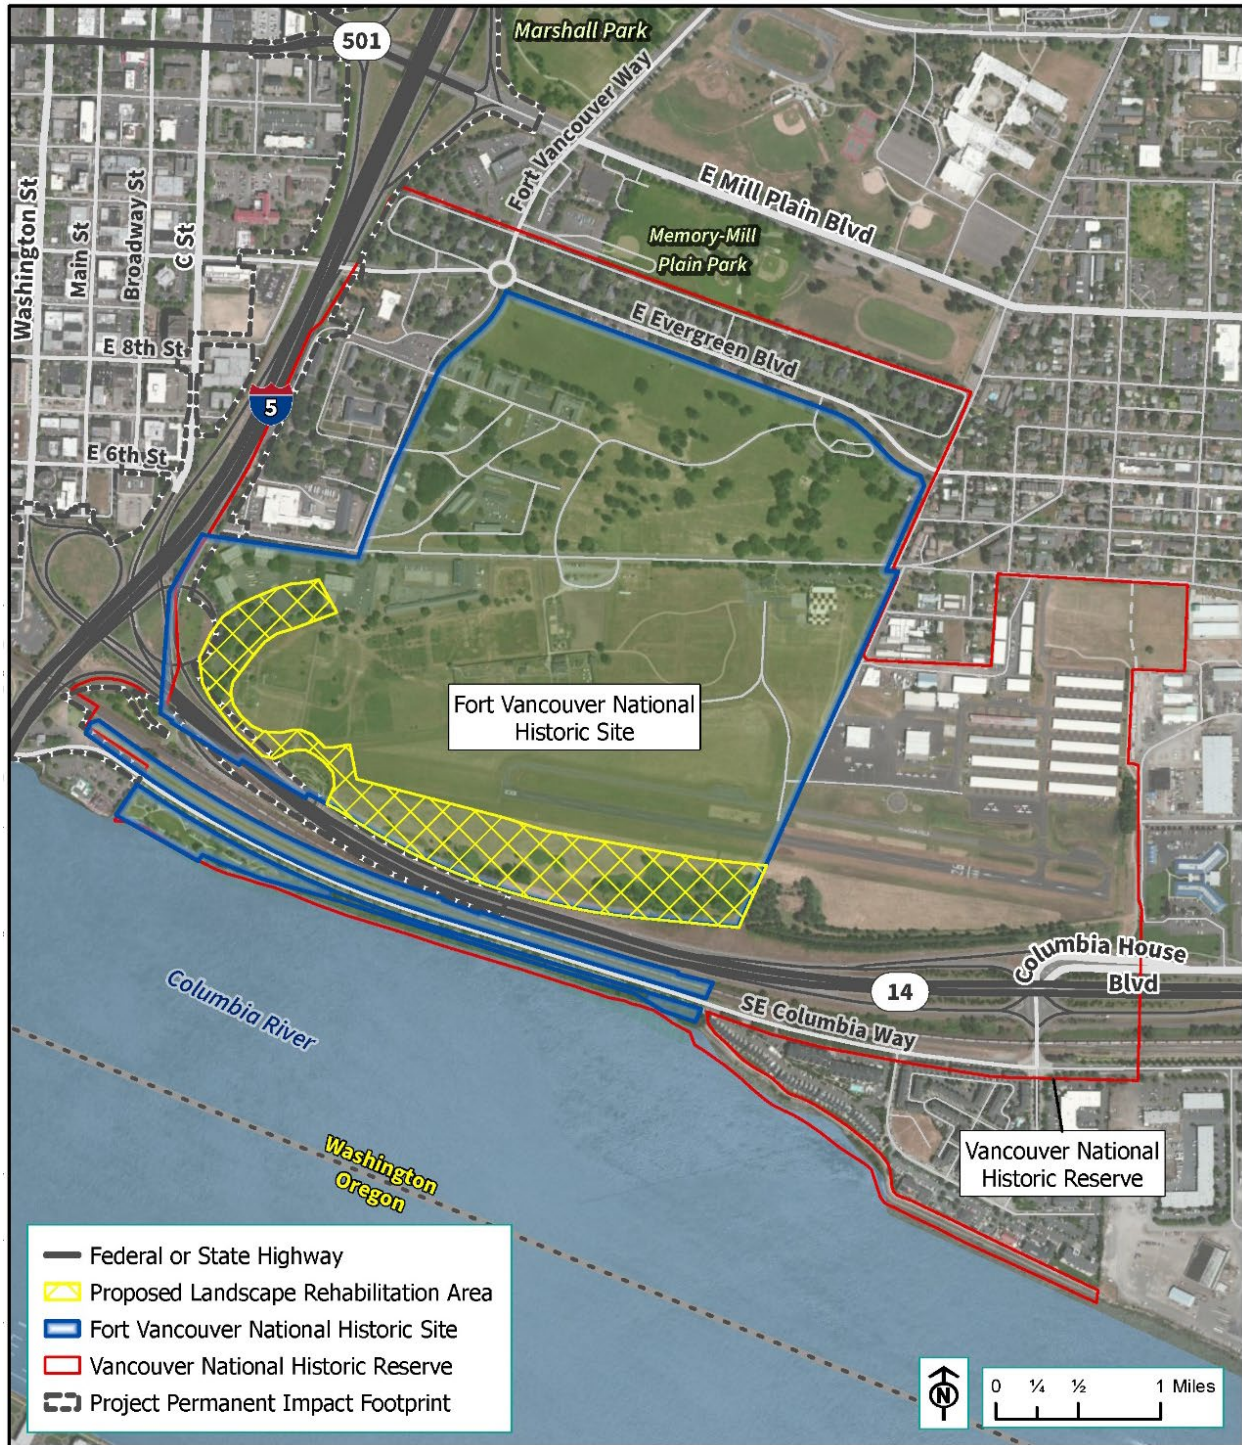 Marshall Park
501
Fort Vancouver Way
E Mill Plain Blvd
Washington St
Main St
Broadway St
C St
Memory-Mill
Plain Park
E Evergreen Blvd
E 8th St
5
E 6th St
Fort Vancouver National
Historic Site
26
Columbia House
Blvd
14
SE Columbia Way
Columbia River
Vancouver National
Historic Reserve
Washington
Oregon
Federal or State Highway
Proposed Landscape Rehabilitation Area
Fort Vancouver National Historic Site
Vancouver National Historic Reserve
Project Permanent Impact Footprint
N
0 ¼ ½ 1 Miles